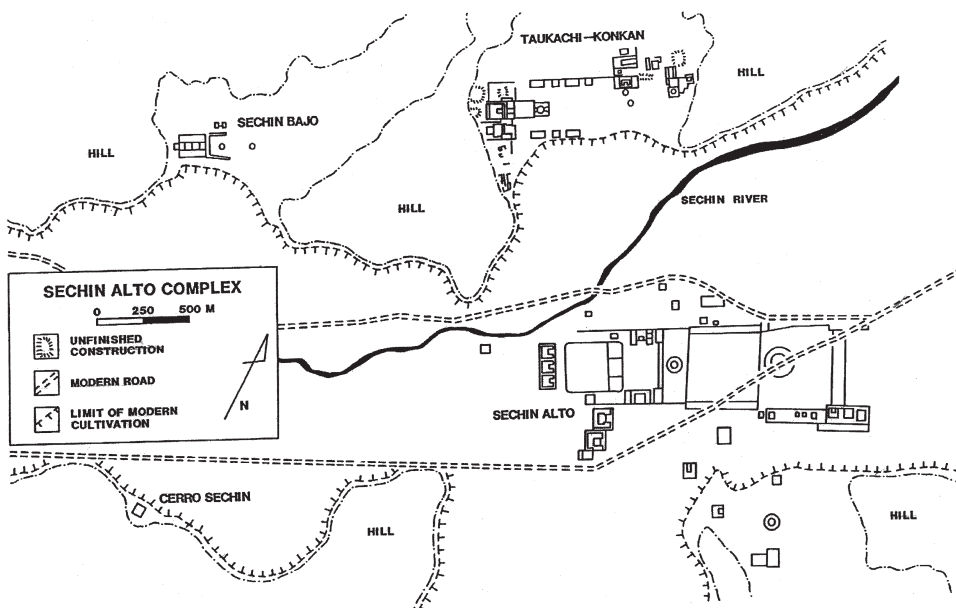 TAUKACHI–KONKAN
HILL
SECHIN BAJO
HILL
HILL
SECHIN RIVER
SECHIN ALTO COMPLEX
0 250 500 M
UNFINISHED
CONSTRUCTION
MODERN ROAD
LIMIT OF MODERN
CULTIVATION
N
SECHIN ALTO
CERRO SECHIN
HILL
HILL